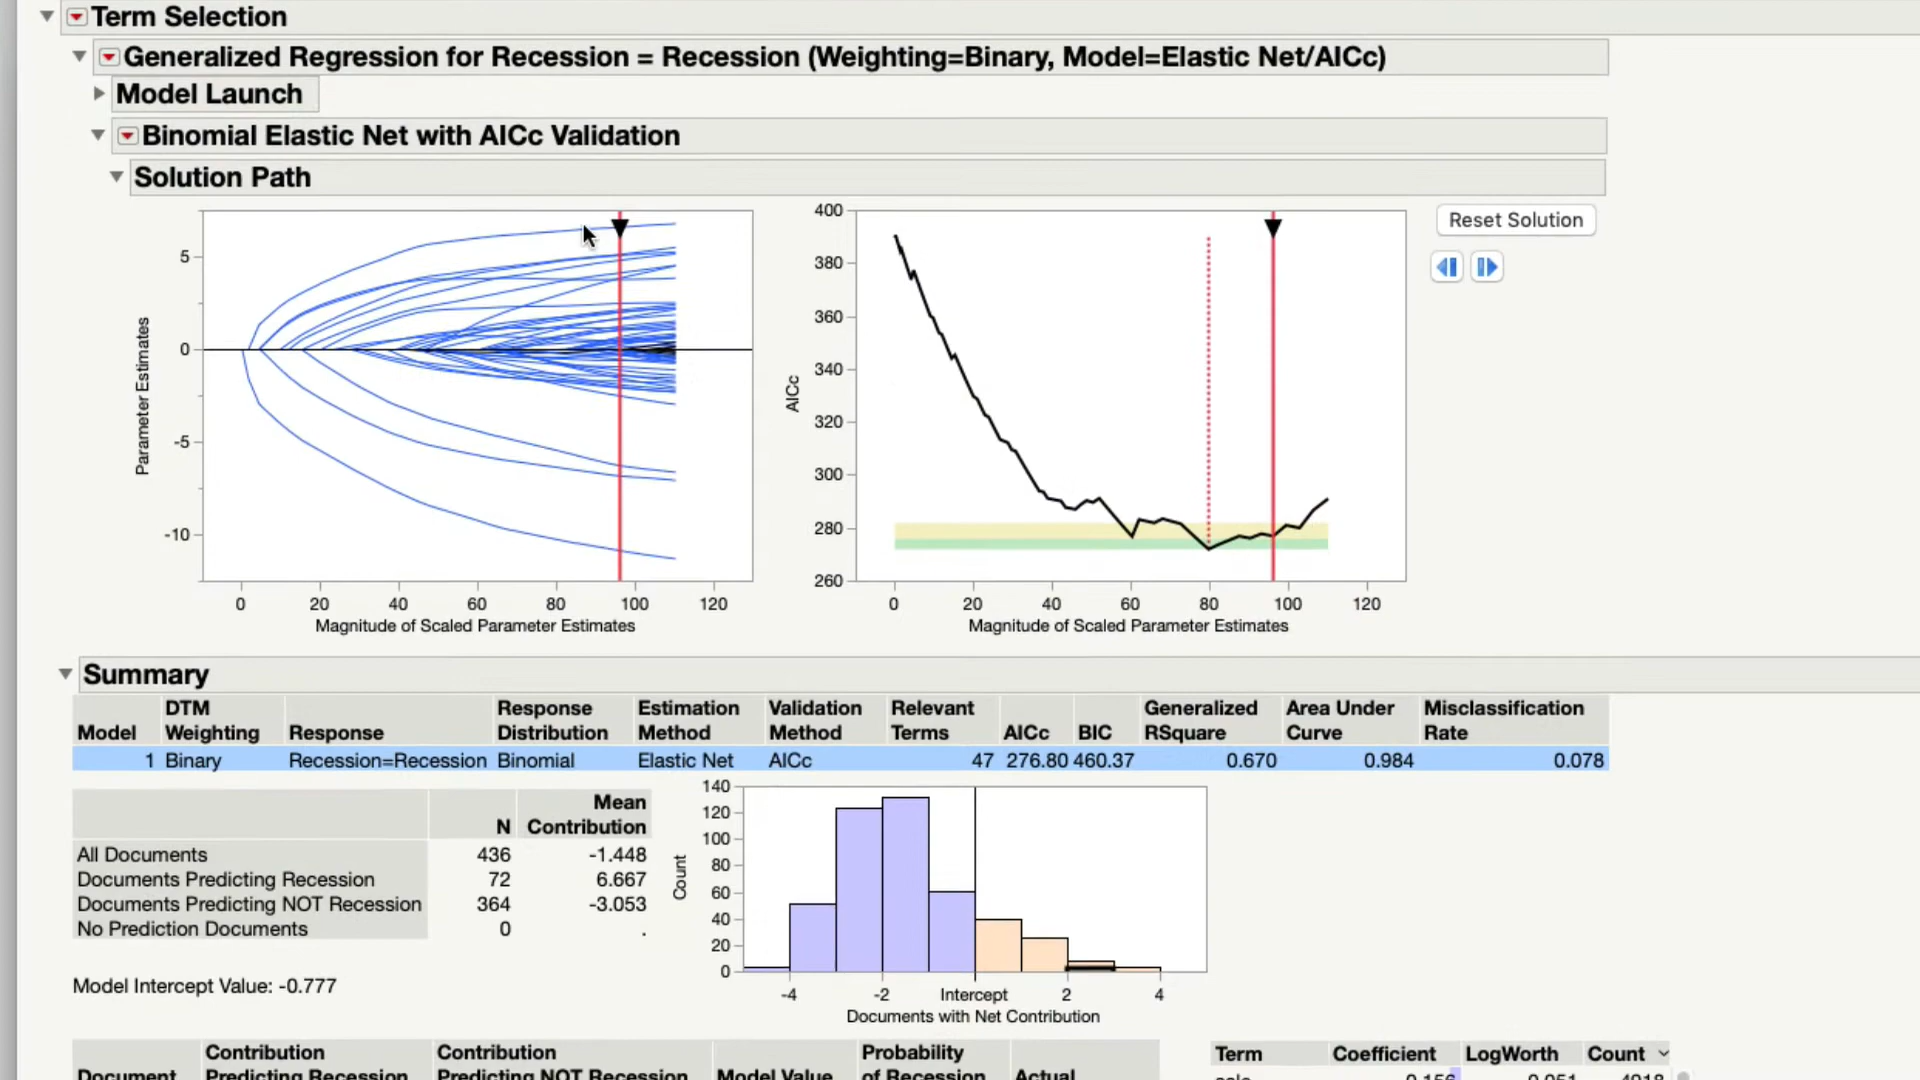 Term Selection
Generalized Regression for Recession = Recession (Weighting=Binary, Model=Elastic Net/AICc)
Model Launch
Binomial Elastic Net with AICc Validation
Solution Path
5
0
-5
-10
Parameter Estimates
0 20 40 60 80 100 120
Magnitude of Scaled Parameter Estimates
400
380
360
340
320
300
280
260
AICc
0 20 40 60 80 100 120
Magnitude of Scaled Parameter Estimates
Reset Solution
Summary
Model DTM Weighting Response Response Distribution Estimation Method Validation Method Relevant Terms AICc BIC Generalized RSquare Area Under Curve Misclassification Rate
1 Binary Recession=Recession Binomial Elastic Net AICc 47 276.80 460.37 0.670 0.984 0.078
N Mean Contribution
All Documents 436 -1.448
Documents Predicting Recession 72 6.667
Documents Predicting NOT Recession 364 -3.053
No Prediction Documents 0 .
Model Intercept Value: -0.777
140
120
100
80
60
40
20
0
Count
-4 -2 Intercept 2 4
Documents with Net Contribution
Document Contribution Predicting Recession Contribution Predicting NOT Recession Model Value Probability of Recession Actual
Term Coefficient LogWorth Count